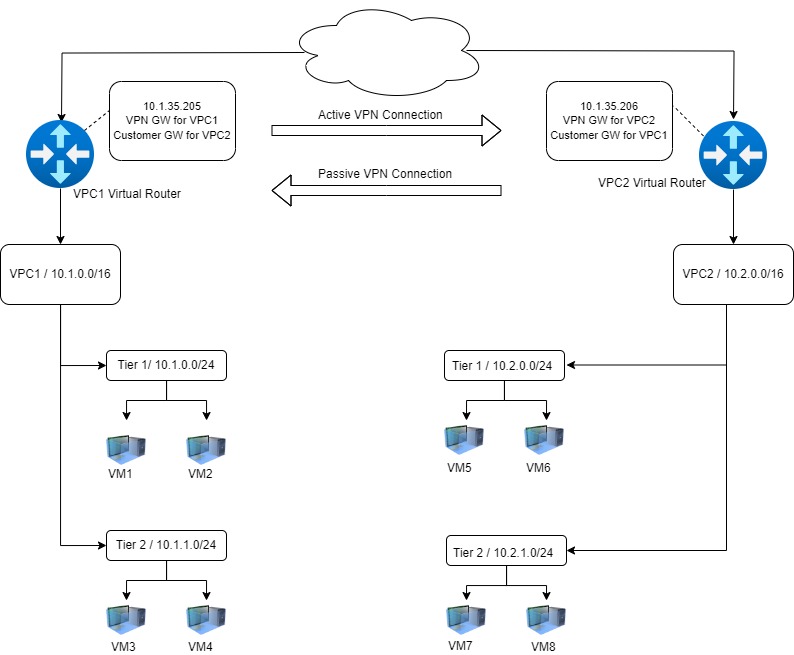 10.1.35.205
VPN GW for VPC1
Customer GW for VPC2
Active VPN Connection
10.1.35.206
VPN GW for VPC2
Customer GW for VPC1
Passive VPN Connection
VPC1 Virtual Router
VPC2 Virtual Router
VPC1 / 10.1.0.0/16
VPC2 / 10.2.0.0/16
Tier 1/ 10.1.0.0/24
Tier 1 / 10.2.0.0/24
VM1
VM2
VM5
VM6
Tier 2 / 10.1.1.0/24
Tier 2 / 10.2.1.0/24
VM3
VM4
VM7
VM8